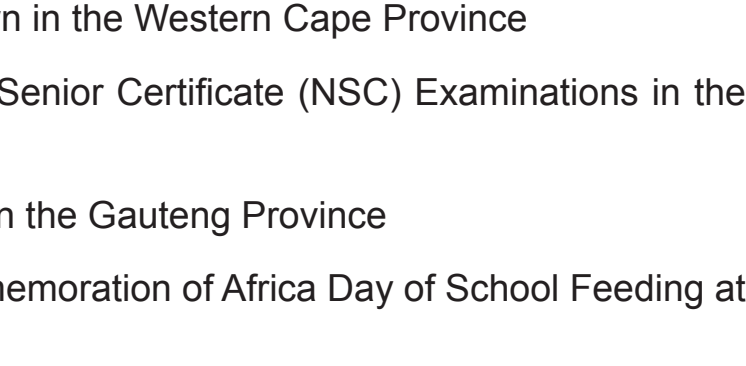 in the Western Cape Province
Senior Certificate (NSC) Examinations in the
the Gauteng Province
of Africa Day of School Feeding at